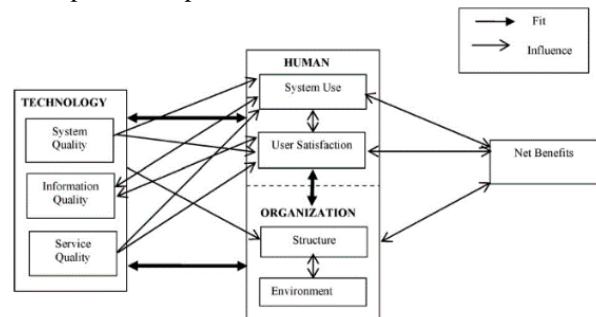 HUMAN
Fit
Influence
TECHNOLOGY
System Use
System
Quality
User Satisfaction
Net Benefits
Information
Quality
ORGANIZATION
Structure
Service
Quality
Environment